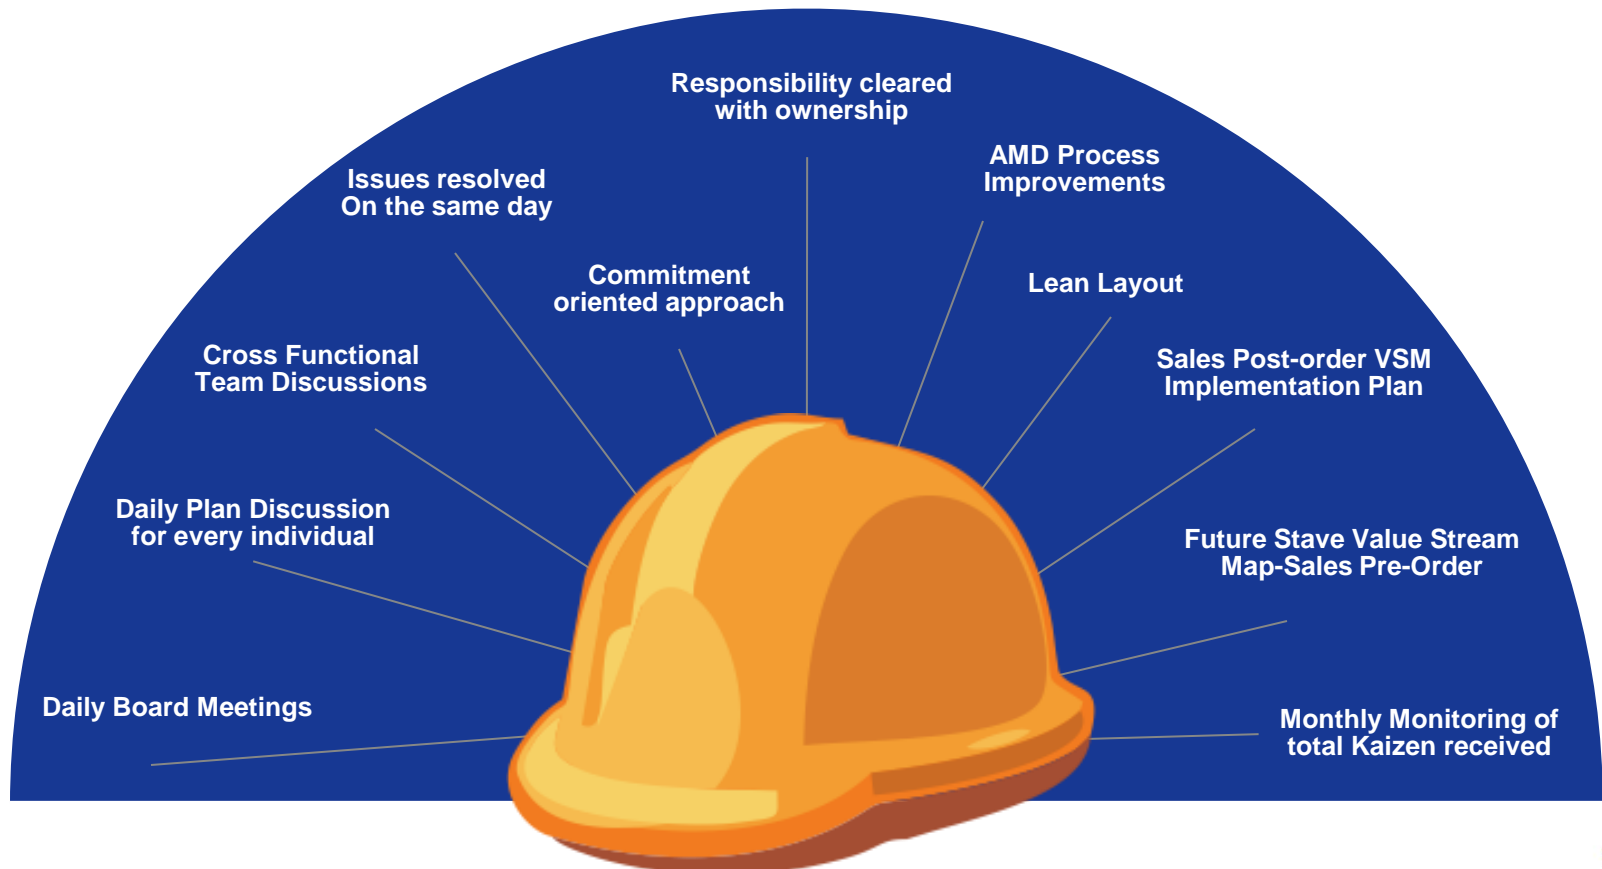 Responsibility cleared
with ownership
AMD Process
Improvements
Issues resolved
On the same day
Commitment
oriented approach
Lean Layout
Cross Functional
Team Discussions
Sales Post-order VSM
Implementation Plan
Daily Plan Discussion
for every individual
Future Stave Value Stream
Map-Sales Pre-Order
Daily Board Meetings
Monthly Monitoring of
total Kaizen received